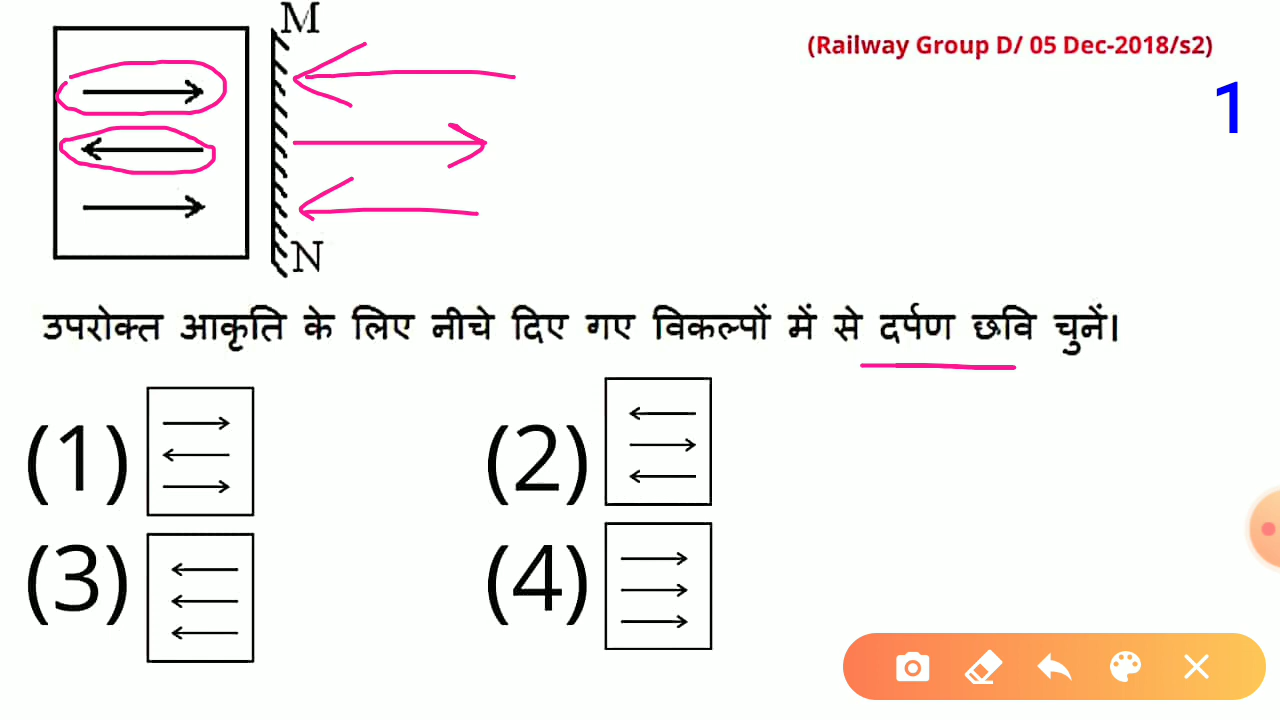 M
(Railway Group D/ 05 Dec-2018/s2)
1
N
उपरोक्त आकृति के लिए नीचे दिए गए विकल्पों में से दर्पण छवि चुनें।
(1) (2)
(3) (4)